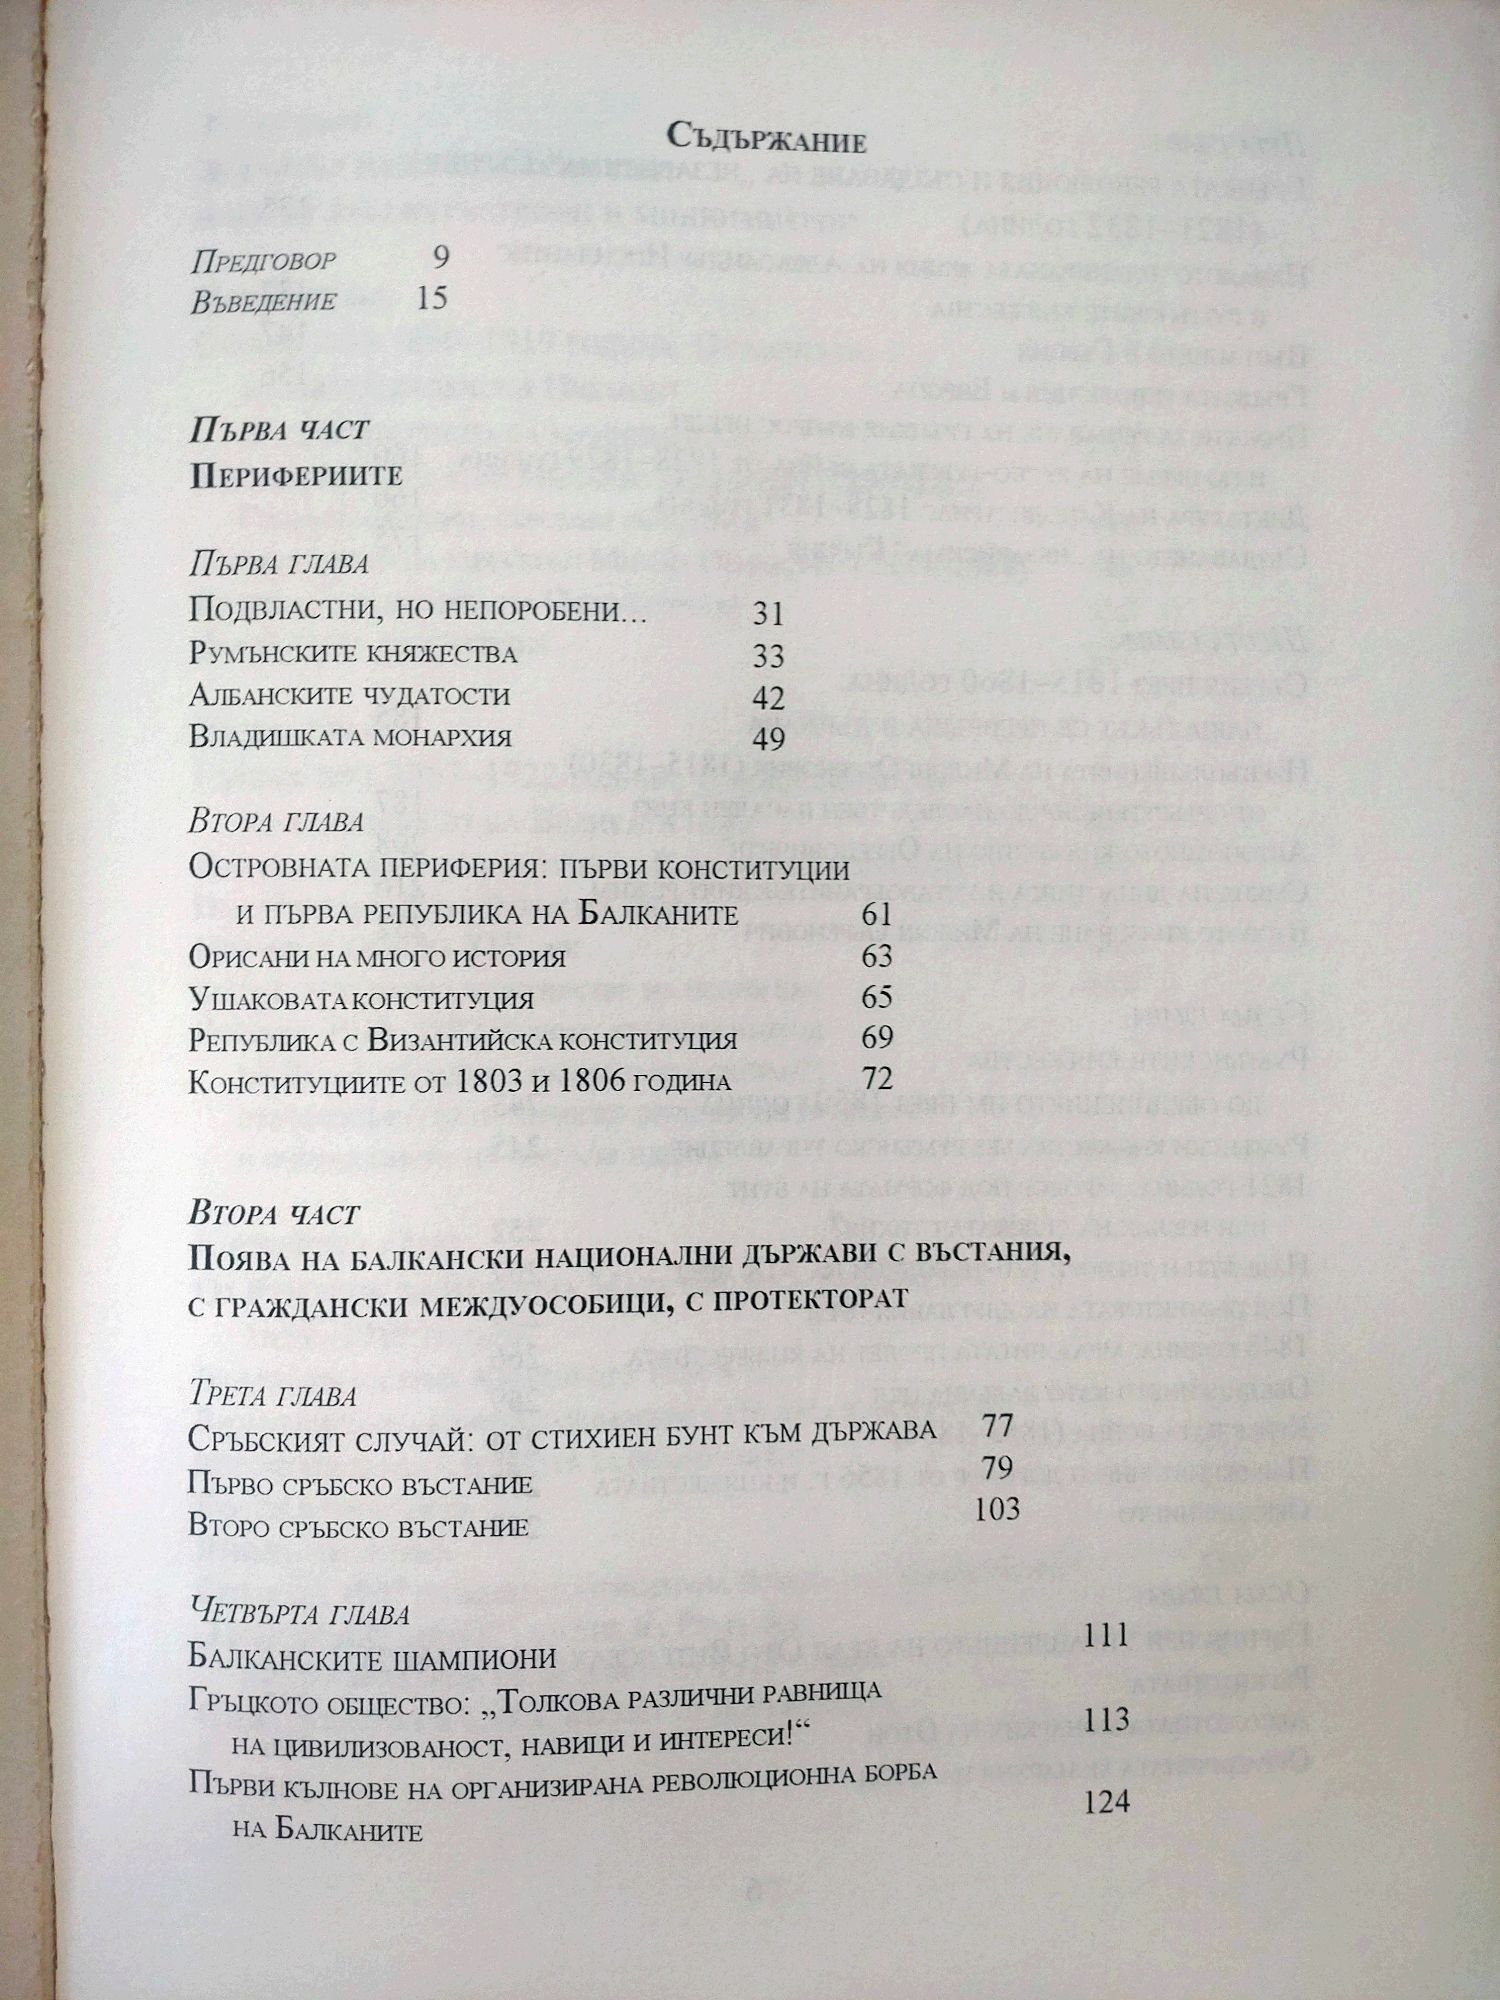 Съдържание
Предговор 9
Въведение 15
Първа част
Перифериите
Първа глава
Подвластни, но непоробени... 31
Румънските княжества 33
Албанските чудатости 42
Владишката монархия 49
Втора глава
Островната периферия: първи конституции
и първа република на Балканите 61
Орисани на много история 63
Ушаковата конституция 65
Република с Византийска конституция 69
Конституциите от 1803 и 1806 година 72
Втора част
Поява на балкански национални държави с въстания,
с граждански междуособици, с протекторат
Трета глава
Сръбският случай: от стихиен бунт към държава 77
Първо сръбско въстание 79
Второ сръбско въстание 103
Четвърта глава
Балканските шампиони 111
Гръцкото общество: „Толкова различни равнища
на цивилизованост, навици и интереси!“ 113
Първи кълнове на организирана революционна борба
на Балканите 124